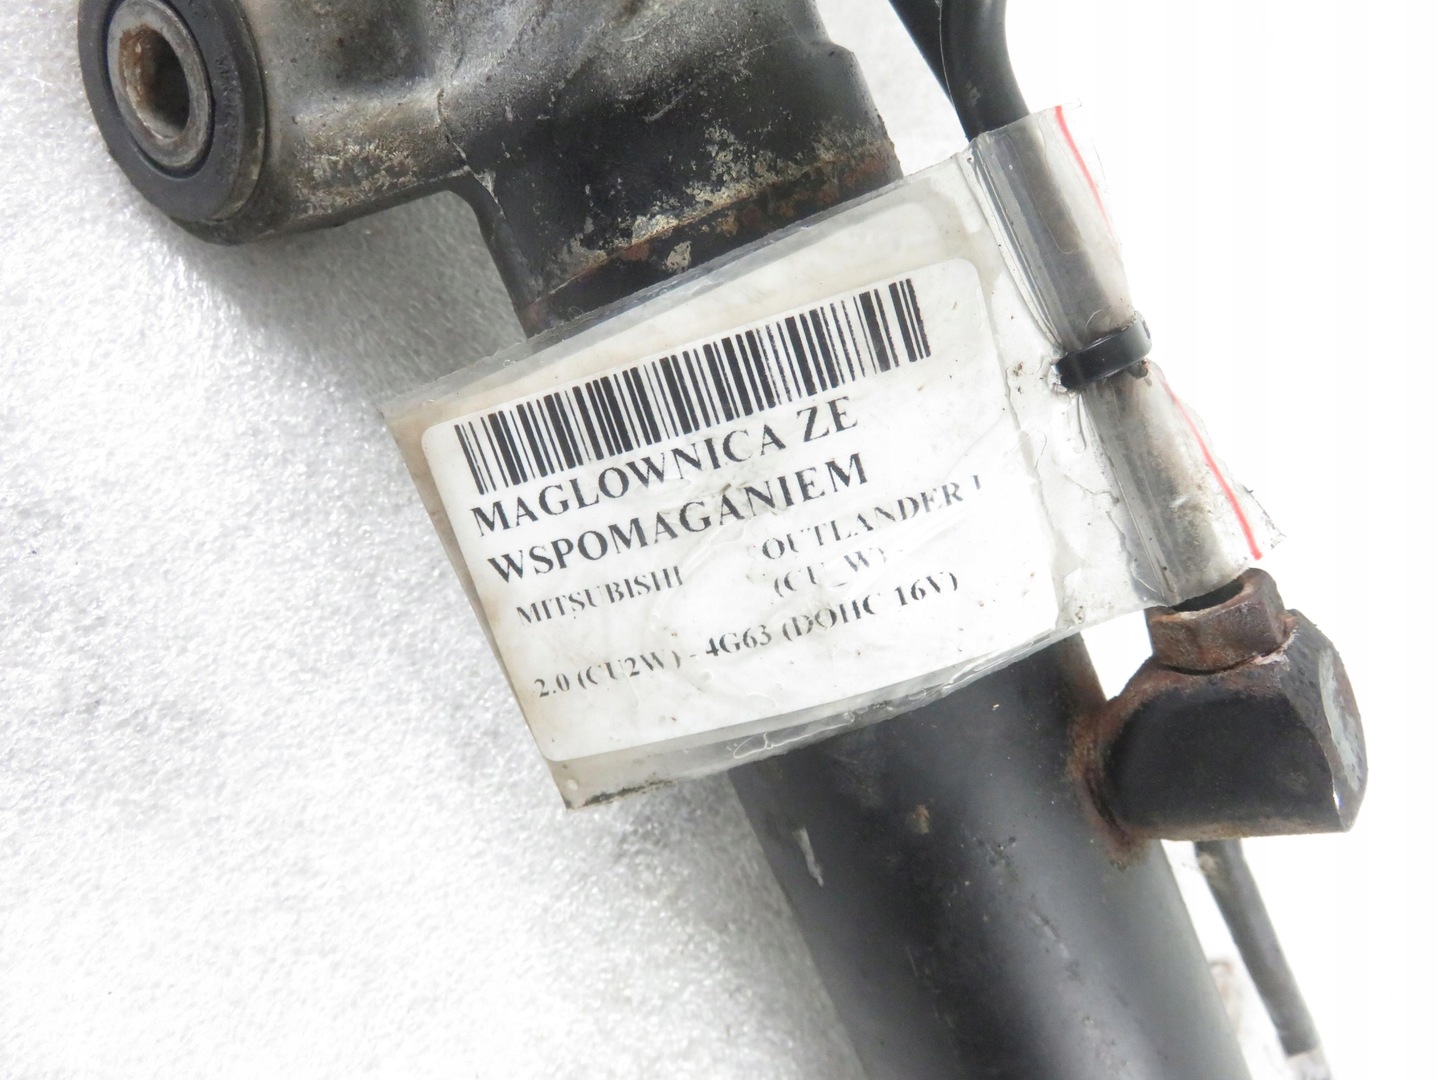 MAGLOWNICA ZE
WSPOMAGANIEM
MITSUBISHI OUTLANDER I
(CU_W)
2.0 (CU2W) - 4G63 (DOHC 16V)